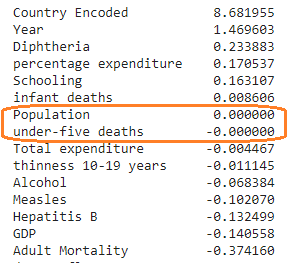 Country Encoded 8.681955
Year 1.469603
Diphtheria 0.233883
percentage expenditure 0.170537
Schooling 0.163107
infant deaths 0.008606
Population 0.000000
under-five deaths -0.000000
Total expenditure -0.004467
thinness 10-19 years -0.011145
Alcohol -0.068384
Measles -0.102070
Hepatitis B -0.132499
GDP -0.140558
Adult Mortality -0.374160